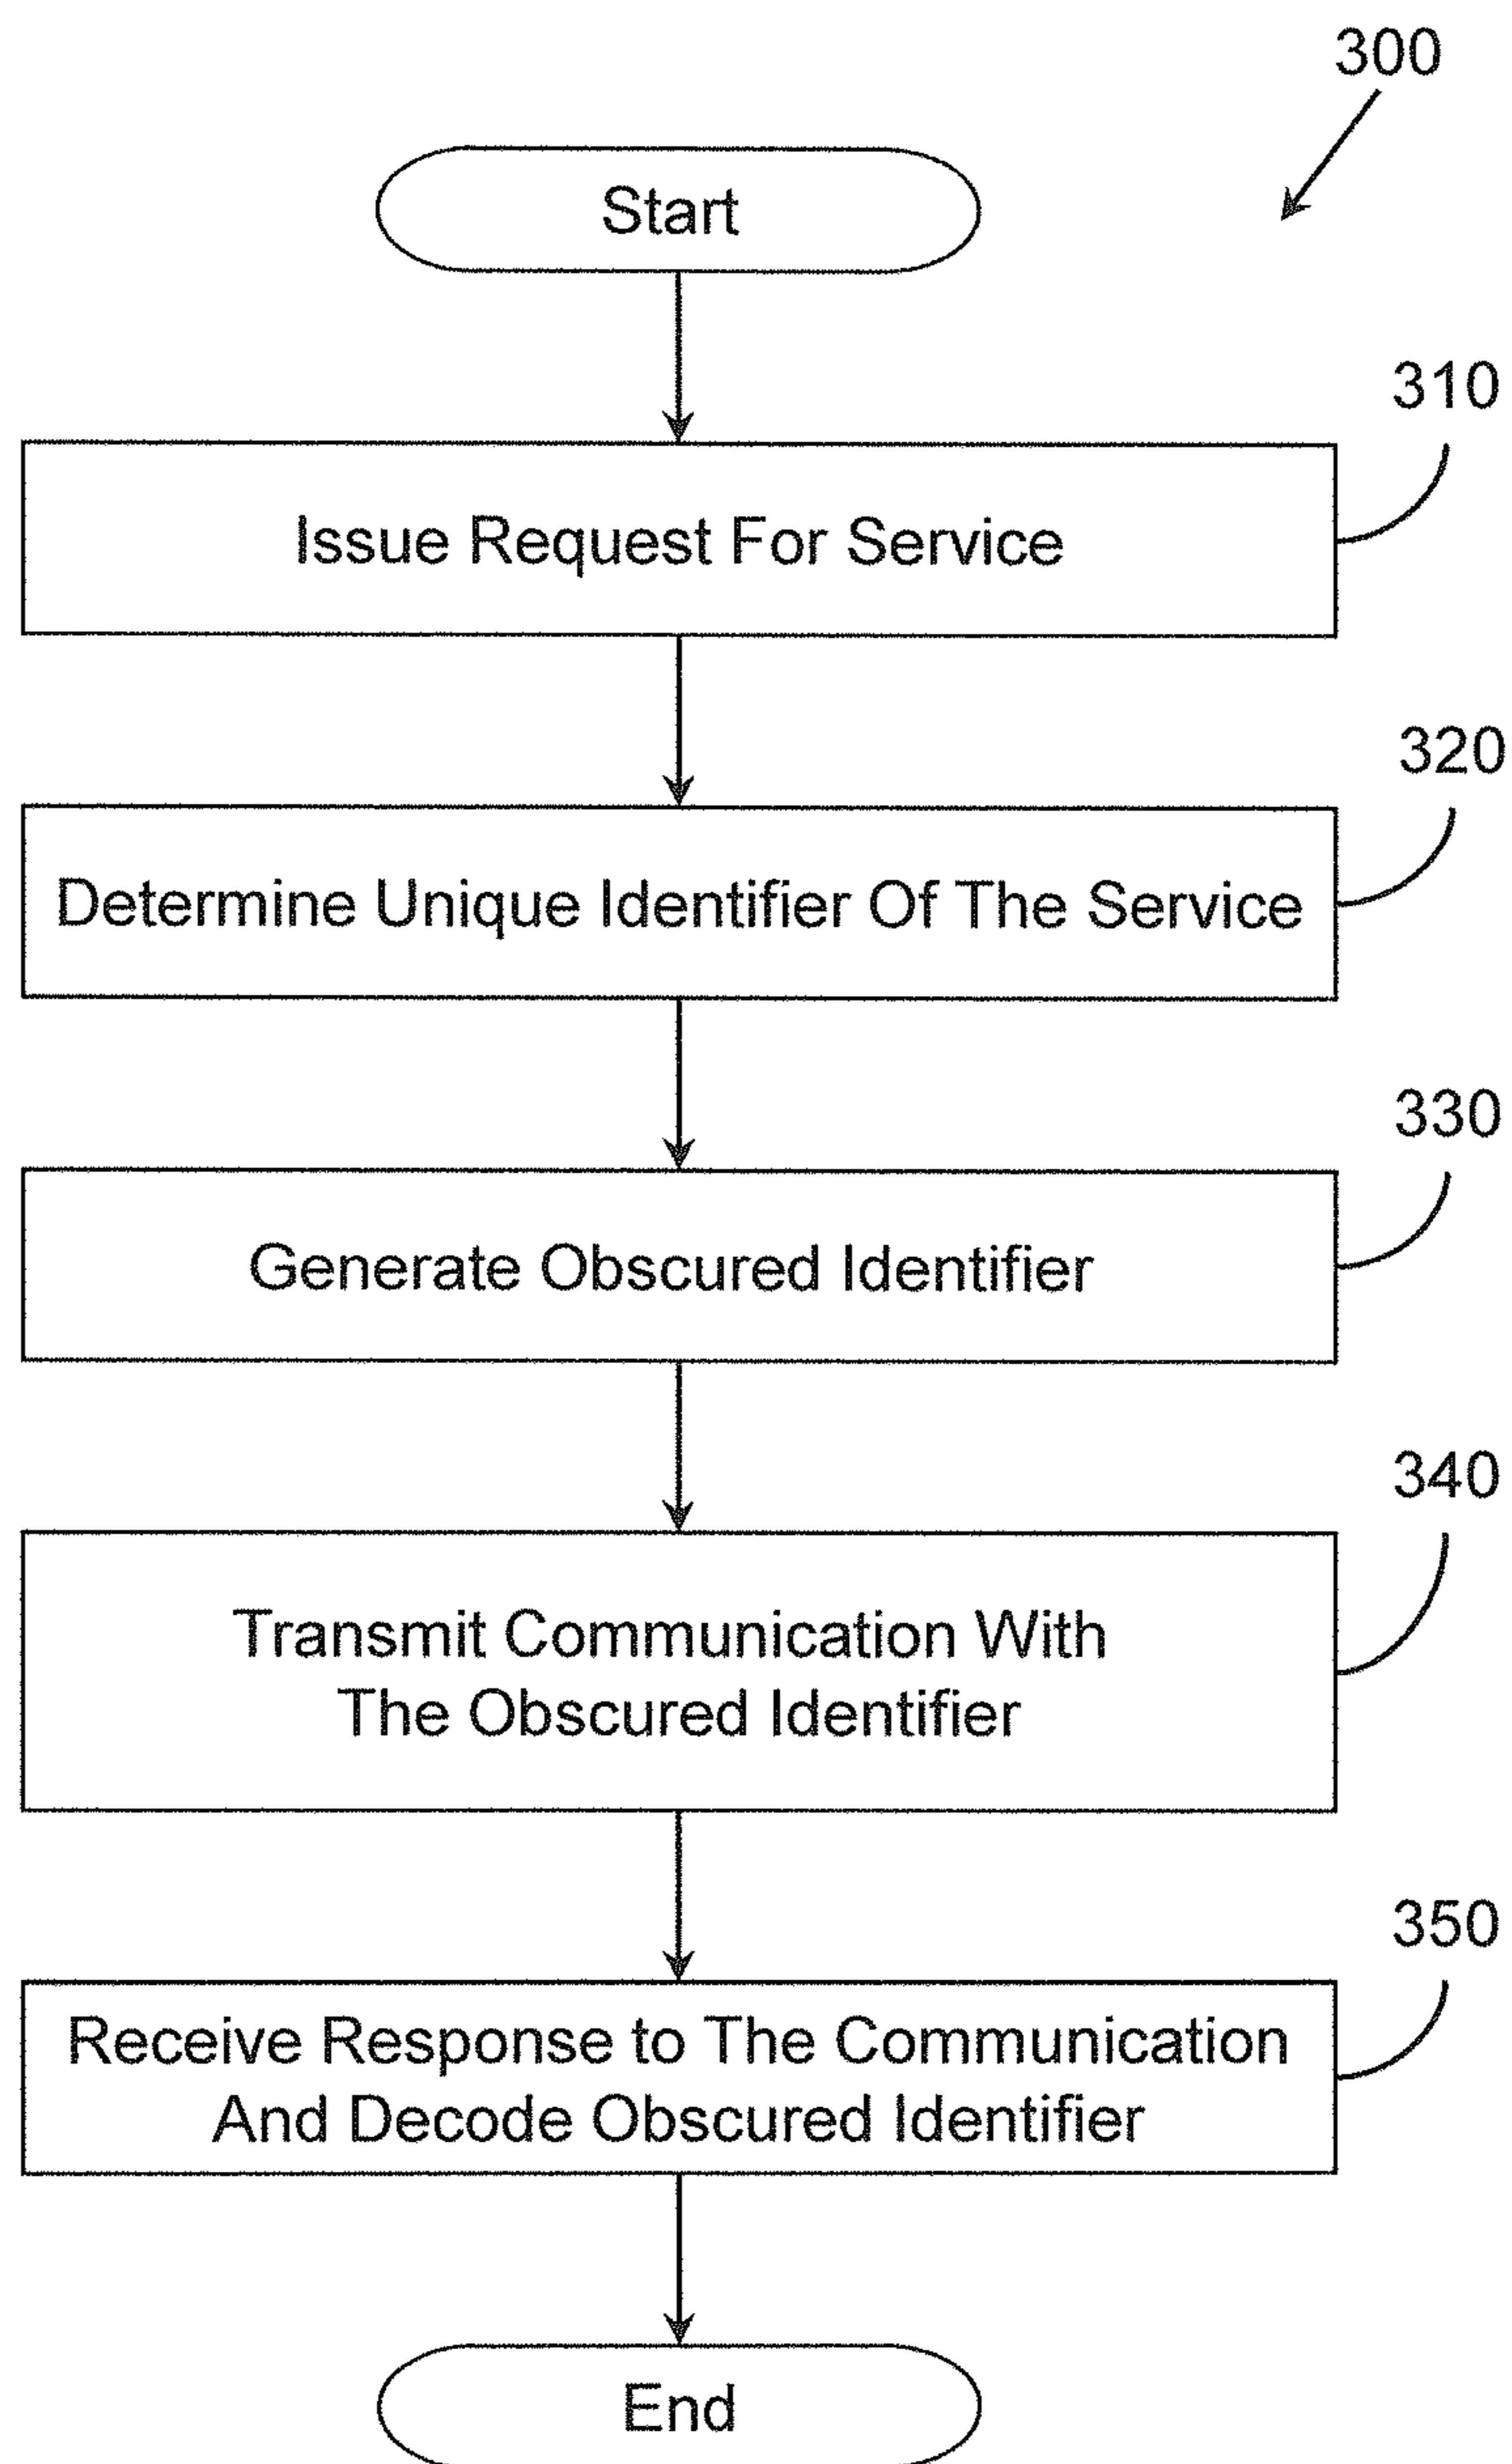 300
Start
310
Issue Request For Service
320
Determine Unique Identifier Of The Service
330
Generate Obscured Identifier
340
Transmit Communication With
The Obscured Identifier
350
Receive Response to The Communication
And Decode Obscured Identifier
End